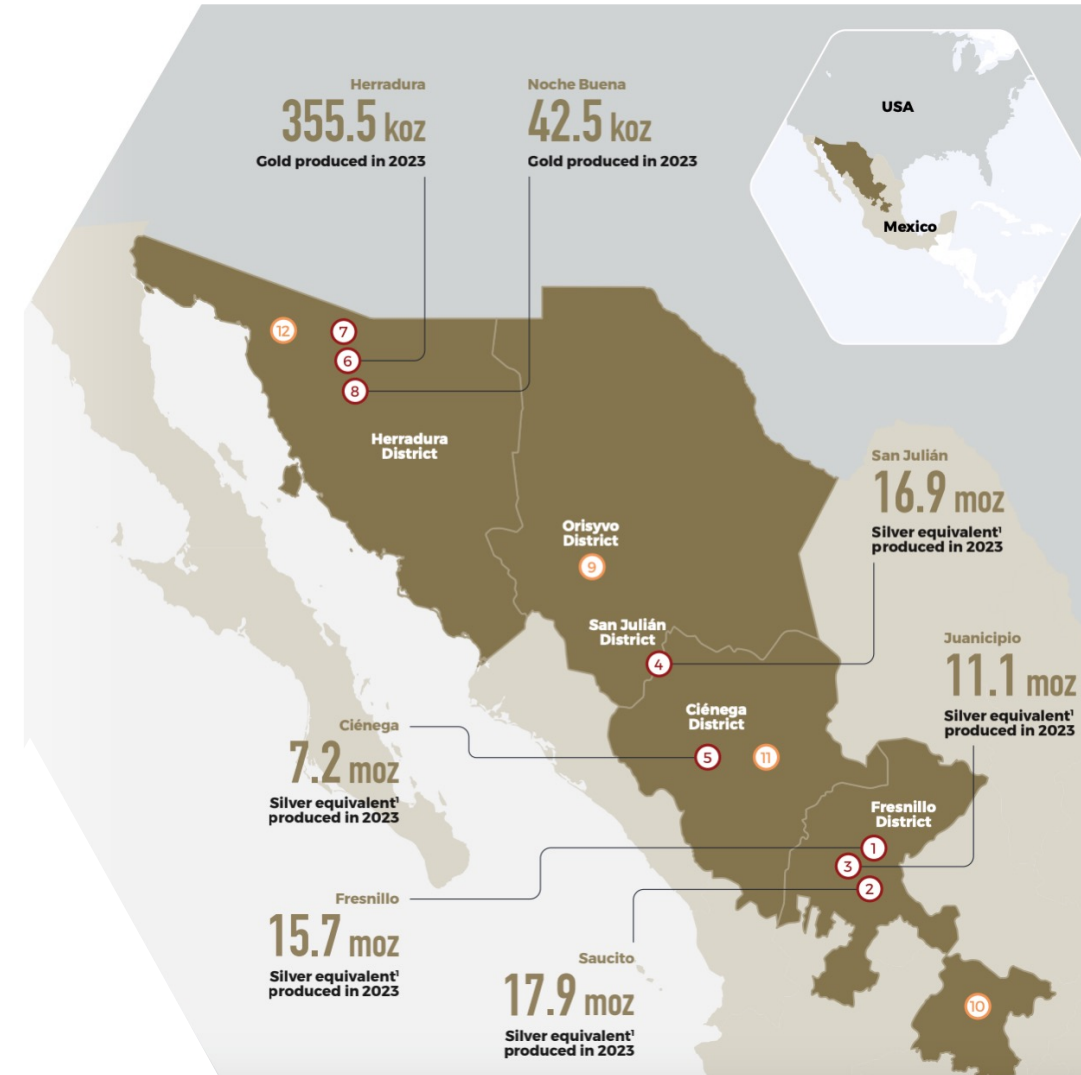 Herradura
355.5 koz
Gold produced in 2023
Noche Buena
42.5 koz
Gold produced in 2023
USA
Mexico
12
7
6
8
Herradura
District
San Julián
16.9 moz
Silver equivalent¹
produced in 2023
Orisyvo
District
9
San Julián
District
4
Juanicipio
11.1 moz
Silver equivalent¹
produced in 2023
Ciénega
District
5
11
Ciénega
7.2 moz
Silver equivalent¹
produced in 2023
Fresnillo
District
1
3
2
Fresnillo
15.7 moz
Silver equivalent¹
produced in 2023
Saucito
17.9 moz
Silver equivalent¹
produced in 2023
10